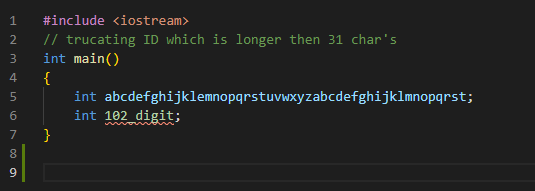 1 #include <iostream>
2 // trucating ID which is longer then 31 char's
3 int main()
4 {
5 int abcdefghijklemnopqrstuvwxyzabcdefghijklmnopqrst;
6 int 102_digit;
7 }
8
9